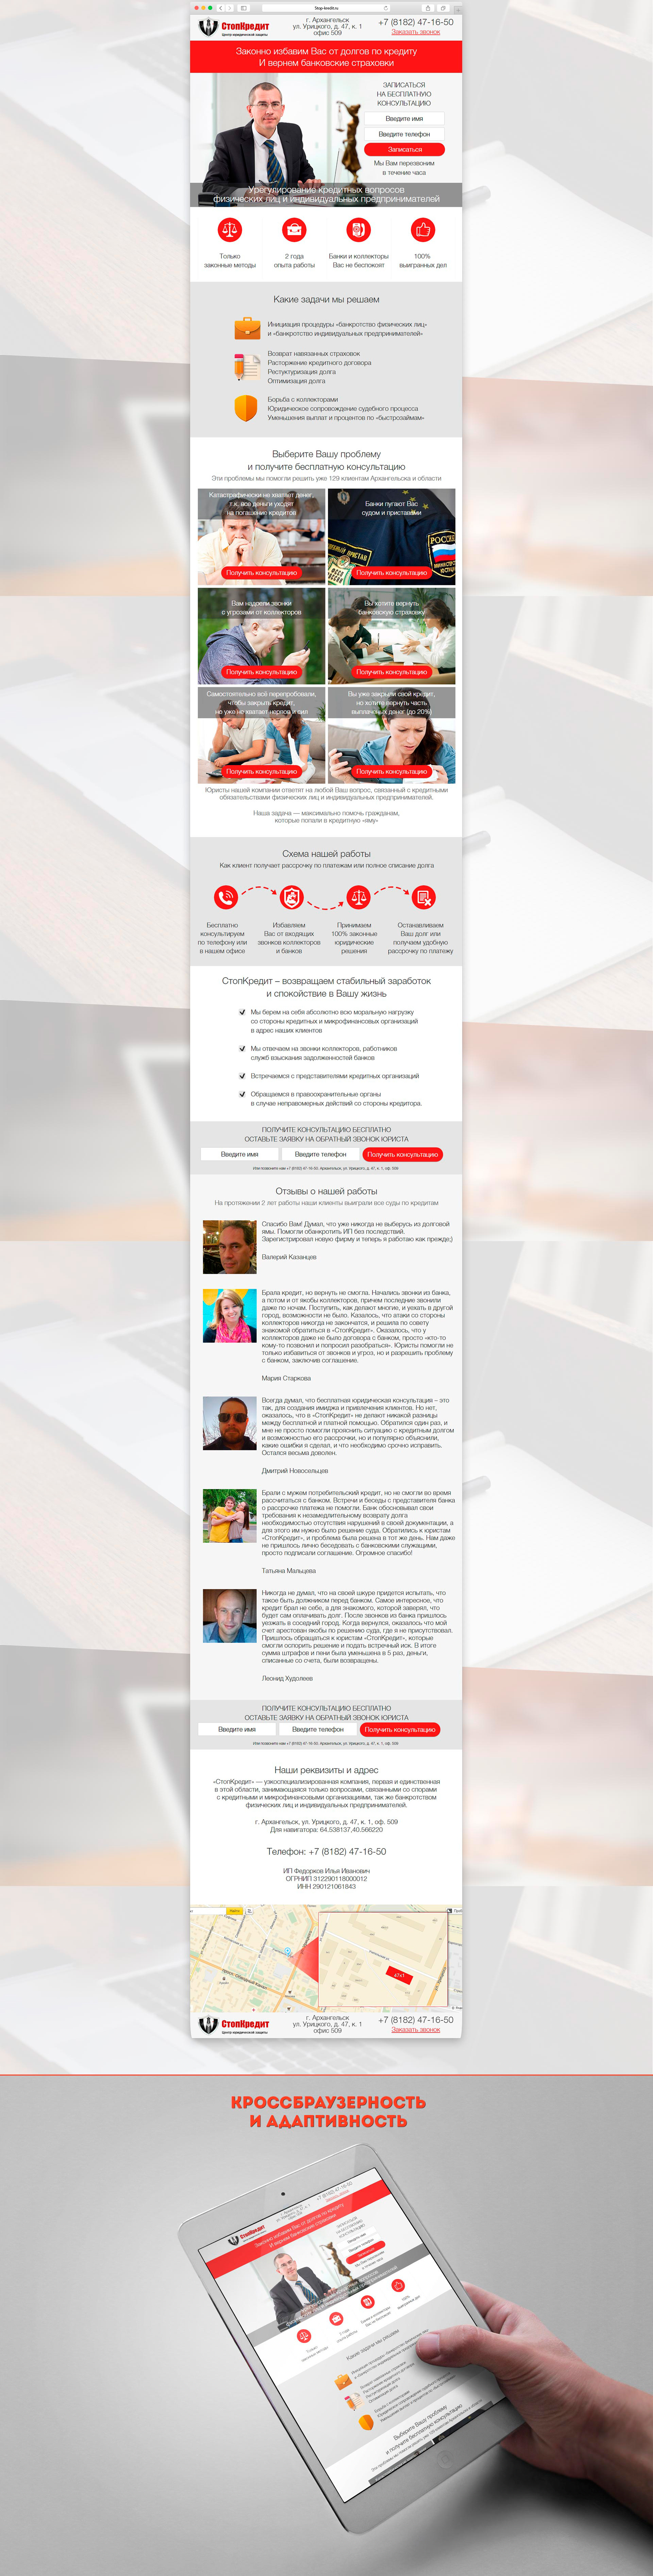 Stop-kredit.ru
СтопКредит
Центр юридической защиты
г. Архангельск
ул. Урицкого, д. 47, к. 1
офис 509
+7 (8182) 47-16-50
Заказать звонок
Законно избавим Вас от долгов по кредиту
И вернем банковские страховки
ЗАПИСАТЬСЯ
НА БЕСПЛАТНУЮ
КОНСУЛЬТАЦИЮ
Введите имя
Введите телефон
Записаться
Мы Вам перезвоним
в течение часа
Урегулирование кредитных вопросов
физических лиц и индивидуальных предпринимателей
Только
законные методы
2 года
опыта работы
Банки и коллекторы
Вас не беспокоят
100%
выигранных дел
Какие задачи мы решаем
Инициация процедуры «банкротство физических лиц»
и «банкротство индивидуальных предпринимателей»
Возврат навязанных страховок
Расторжение кредитного договора
Реструктуризация долга
Оптимизация долга
Борьба с коллекторами
Юридическое сопровождение судебного процесса
Уменьшения выплат и процентов по «быстрозаймам»
Выберите Вашу проблему
и получите бесплатную консультацию
Эти проблемы мы помогли решить уже 129 клиентам Архангельска и области
Катастрофически не хватает денег,
т.к. все деньги уходят
на погашение кредитов
Получить консультацию
Банки пугают Вас
судом и приставами
Получить консультацию
Вам надоели звонки
с угрозами от коллекторов
Получить консультацию
Вы хотите вернуть
банковскую страховку
Получить консультацию
Самостоятельно всё перепробовали,
чтобы закрыть кредит,
но уже не хватает нервов и сил
Получить консультацию
Вы уже закрыли свой кредит,
но хотите вернуть часть
выплаченных денег (до 20%)
Получить консультацию
Юристы нашей компании ответят на любой Ваш вопрос, связанный с кредитными
обязательствами физических лиц и индивидуальных предпринимателей.
Наша задача — максимально помочь гражданам,
которые попали в кредитную «яму»
Схема нашей работы
Как клиент получает рассрочку по платежам или полное списание долга
Бесплатно
консультируем
по телефону или
в нашем офисе
Избавляем
Вас от входящих
звонков коллекторов
и банков
Принимаем
100% законные
юридические
решения
Останавливаем
Ваш долг или
получаем удобную
рассрочку по платежу
СтопКредит – возвращаем стабильный заработок
и спокойствие в Вашу жизнь
Мы берем на себя абсолютно всю моральную нагрузку
со стороны кредитных и микрофинансовых организаций
в адрес наших клиентов
Мы отвечаем на звонки коллекторов, работников
служб взыскания задолженностей банков
Встречаемся с представителями кредитных организаций
Обращаемся в правоохранительные органы
в случае неправомерных действий со стороны кредитора.
ПОЛУЧИТЕ КОНСУЛЬТАЦИЮ БЕСПЛАТНО
ОСТАВЬТЕ ЗАЯВКУ НА ОБРАТНЫЙ ЗВОНОК ЮРИСТА
Введите имя
Введите телефон
Получить консультацию
Или позвоните нам +7 (8182) 47-16-50. Архангельск, ул. Урицкого, д. 47, к. 1, оф. 509
Отзывы о нашей работы
На протяжении 2 лет работы наши клиенты выиграли все суды по кредитам
Спасибо Вам! Думал, что уже никогда не выберусь из долговой
ямы. Помогли обанкротить ИП без последствий.
Зарегистрировал новую фирму и теперь я работаю как прежде;)
Валерий Казанцев
Брала кредит, но вернуть не смогла. Начались звонки из банка,
а потом и от якобы коллекторов, причем последние звонили
даже по ночам. Поступить, как делают многие, и уехать в другой
город, возможности не было. Казалось, что атаки со стороны
коллекторов никогда не закончатся, и решила по совету
знакомой обратиться в «СтопКредит». Оказалось, что у
коллекторов даже не было договора с банком, просто «кто-то
кому-то позвонил и попросил разобраться». Юристы помогли не
только избавиться от звонков и угроз, но и разрешить проблему
с банком, заключив соглашение.
Мария Старкова
Всегда думал, что бесплатная юридическая консультация – это
так, для создания имиджа и привлечения клиентов. Но нет,
оказалось, что в «СтопКредит» не делают никакой разницы
между бесплатной и платной помощью. Обратился один раз, и
мне не просто помогли прояснить ситуацию с кредитным долгом
и возможностью его рассрочки, но и популярно объяснили,
какие ошибки я сделал, и что необходимо срочно исправить.
Остался весьма доволен.
Дмитрий Новосельцев
Брали с мужем потребительский кредит, но не смогли во время
рассчитаться с банком. Встречи и беседы с представителя банка
о рассрочке платежа не помогли. Банк обосновывал свои
требования к незамедлительному возврату долга
необходимостью отсутствия нарушений в своей документации, а
для этого им нужно было решение суда. Обратились к юристам
«СтопКредит», и проблема была решена в тот же день. Нам даже
не пришлось лично беседовать с банковскими служащими,
просто подписали соглашение. Огромное спасибо!
Татьяна Мальцева
Никогда не думал, что на своей шкуре придется испытать, что
такое быть должником перед банком. Самое интересное, что
кредит брал не себе, а для знакомого, который заверял, что
будет сам оплачивать долг. После звонков из банка пришлось
уезжать в соседний город. Когда вернулся, оказалось что мой
счет арестован якобы по решению суда, где я не присутствовал.
Пришлось обращаться к юристам «СтопКредит», которые
смогли оспорить решение и подать встречный иск. В итоге
сумма штрафов и пени была уменьшена в 5 раз, деньги,
списанные со счета, были возвращены.
Леонид Худолеев
ПОЛУЧИТЕ КОНСУЛЬТАЦИЮ БЕСПЛАТНО
ОСТАВЬТЕ ЗАЯВКУ НА ОБРАТНЫЙ ЗВОНОК ЮРИСТА
Введите имя
Введите телефон
Получить консультацию
Или позвоните нам +7 (8182) 47-16-50. Архангельск, ул. Урицкого, д. 47, к. 1, оф. 509
Наши реквизиты и адрес
«СтопКредит» — узкоспециализированная компания, первая и единственная
в этой области, занимающаяся только вопросами, связанными со спорами
с кредитными и микрофинансовыми организациями, так же банкротством
физических лиц и индивидуальных предпринимателей.
г. Архангельск, ул. Урицкого, д. 47, к. 1, оф. 509
Для навигатора: 64.538137,40.566220
Телефон: +7 (8182) 47-16-50
ИП Федорков Илья Иванович
ОГРНИП 312290118000012
ИНН 290121061843
Найти
47к1
СтопКредит
Центр юридической защиты
г. Архангельск
ул. Урицкого, д. 47, к. 1
офис 509
+7 (8182) 47-16-50
Заказать звонок
КРОССБРАУЗЕРНОСТЬ
И АДАПТИВНОСТЬ
СтопКредит
+7 (8182) 47-16-50
Законно избавим Вас от долгов по кредиту
И вернем банковские страховки
Какие задачи мы решаем
Выберите Вашу проблему
и получите бесплатную консультацию